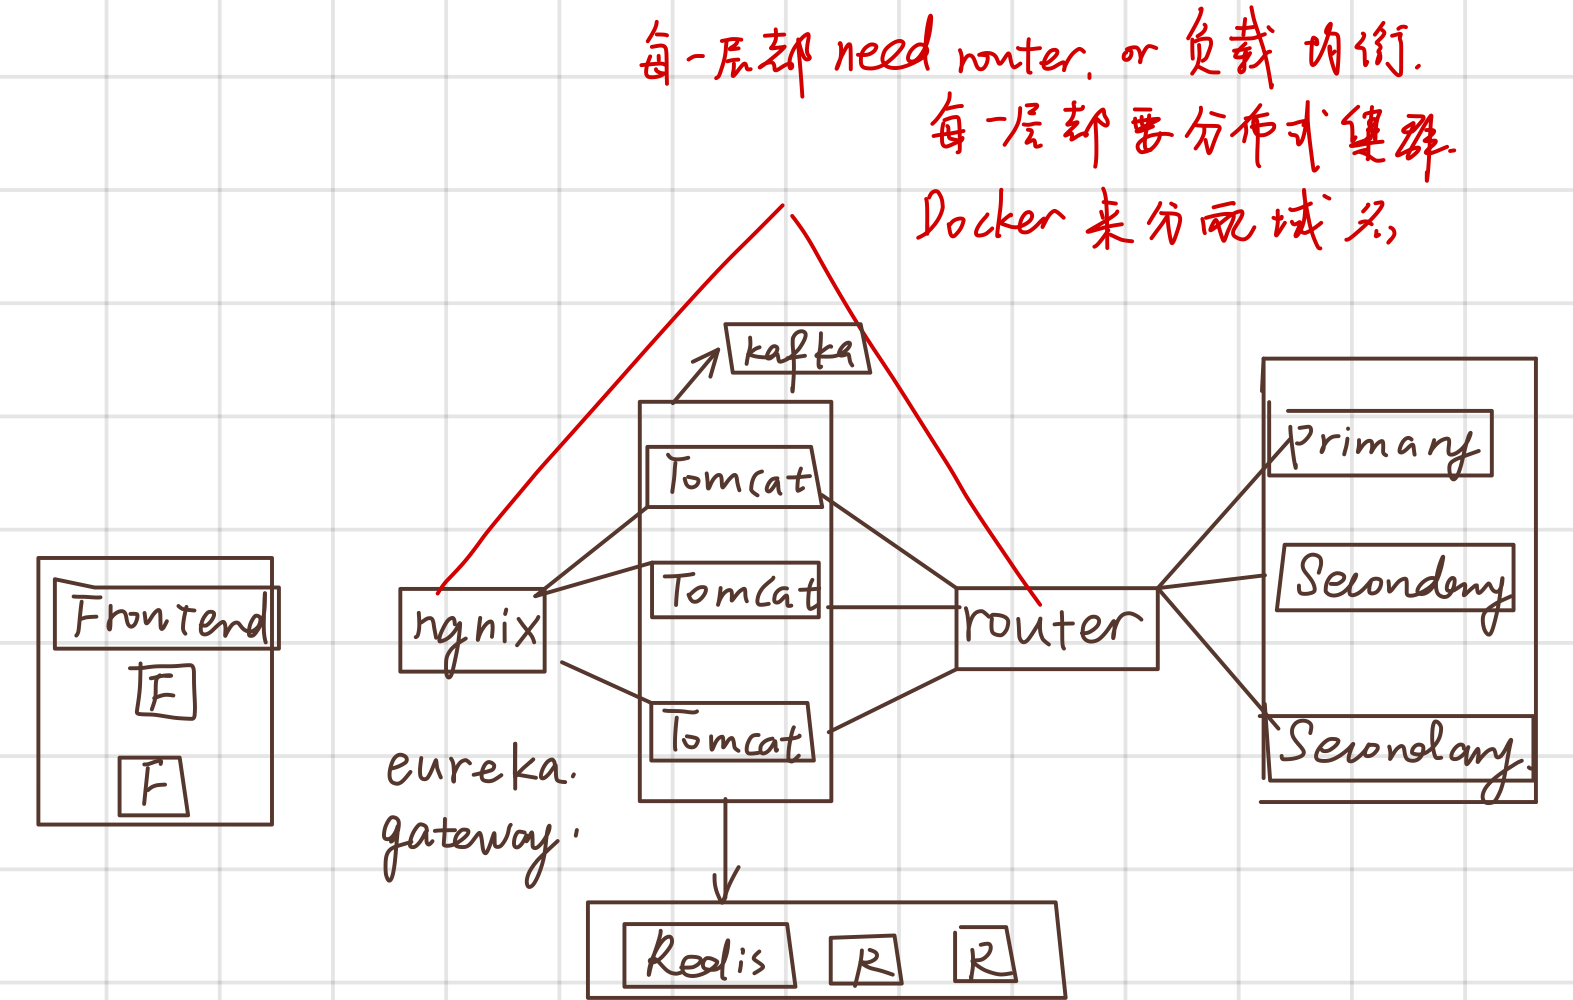 每一层都 need router. or 负载均衡.
每一层都要分布式集群.
Docker 来分配域名.
kafka
Tomcat
Tomcat
Tomcat
Frontend
F
F
ngnix
eureka.
gateway.
router
Primary
Secondary
Secondary.
Redis
R
R